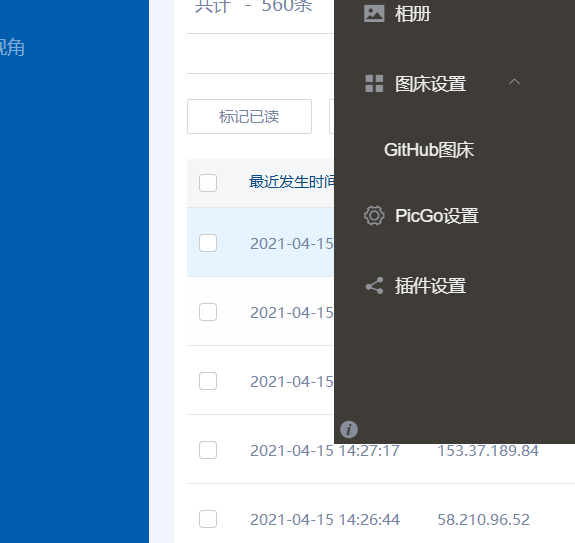 共计 - 560条
相册
视角
图床设置
标记已读
GitHub图床
最近发生时间
PicGo设置
2021-04-15
插件设置
2021-04-15
2021-04-15
2021-04-15 14:27:17 153.37.189.84
2021-04-15 14:26:44 58.210.96.52